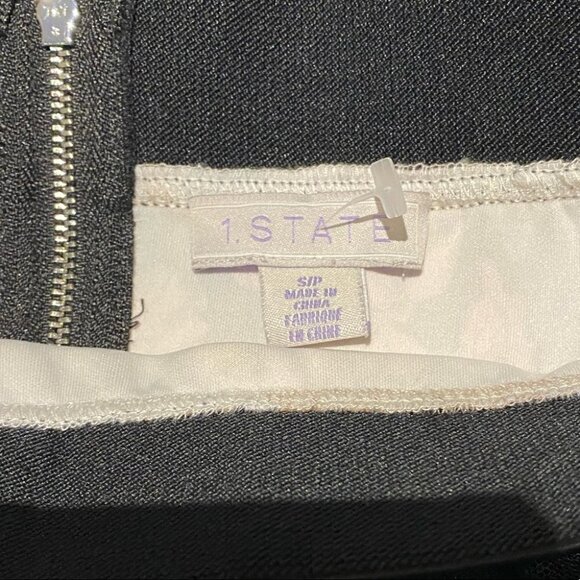 1.STATE
S/P
MADE IN
CHINA
FABRIQUE
EN CHINE